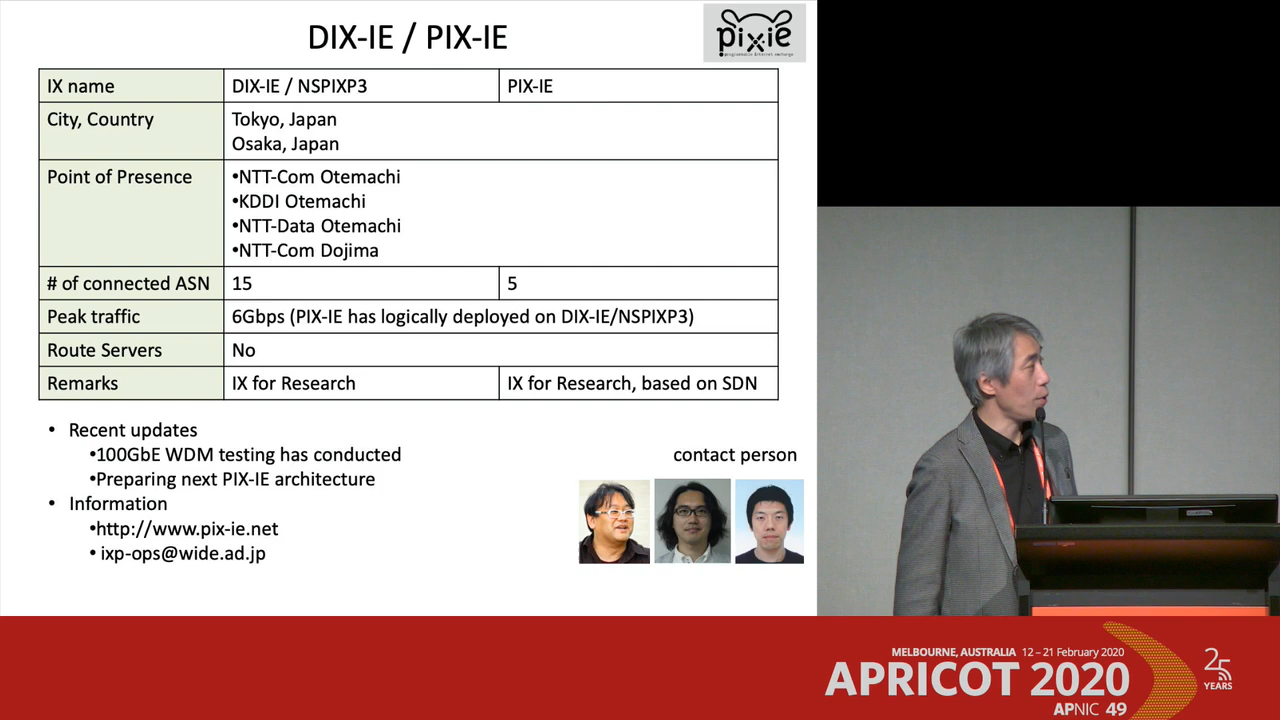 DIX-IE / PIX-IE
pixie
programmable internet exchange
IX name DIX-IE / NSPIXP3 PIX-IE
City, Country Tokyo, Japan
Osaka, Japan
Point of Presence •NTT-Com Otemachi
•KDDI Otemachi
•NTT-Data Otemachi
•NTT-Com Dojima
# of connected ASN 15 5
Peak traffic 6Gbps (PIX-IE has logically deployed on DIX-IE/NSPIXP3)
Route Servers No
Remarks IX for Research IX for Research, based on SDN
• Recent updates
•100GbE WDM testing has conducted
•Preparing next PIX-IE architecture
• Information
•http://www.pix-ie.net
• ixp-ops@wide.ad.jp
contact person
MELBOURNE, AUSTRALIA 12 – 21 February 2020
APRICOT 2020
APNIC 49
25
YEARS